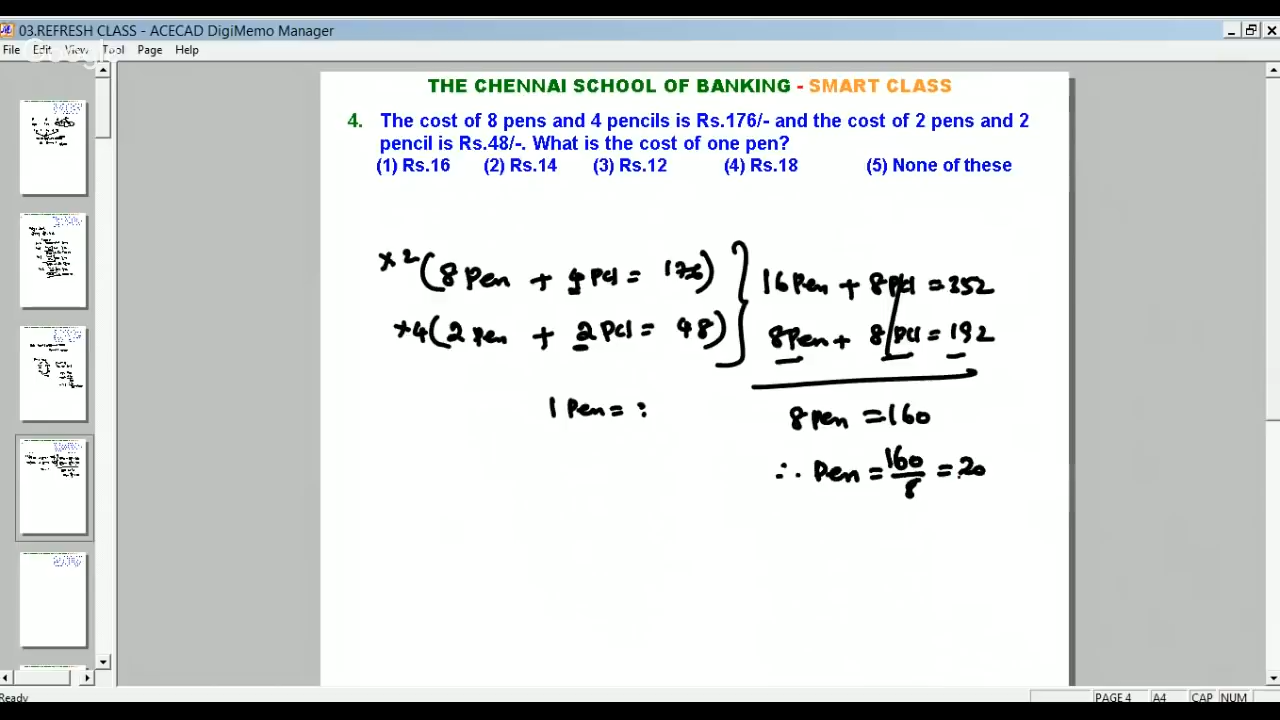 03.REFRESH CLASS - ACECAD DigiMemo Manager
File Edit View Tool Page Help
Google
THE CHENNAI SCHOOL OF BANKING - SMART CLASS
4. The cost of 8 pens and 4 pencils is Rs.176/- and the cost of 2 pens and 2
pencil is Rs.48/-. What is the cost of one pen?
(1) Rs.16 (2) Rs.14 (3) Rs.12 (4) Rs.18 (5) None of these
×2(8 Pen + 4 Pcl = 176) } 16 Pen + 8 Pcl = 352
×4(2 Pen + 2 Pcl = 48) 8 Pen + 8 Pcl = 192
1 Pen = : 8 pen = 160
∴ Pen = 160/8 = 20
Ready PAGE 4 A4 CAP NUM